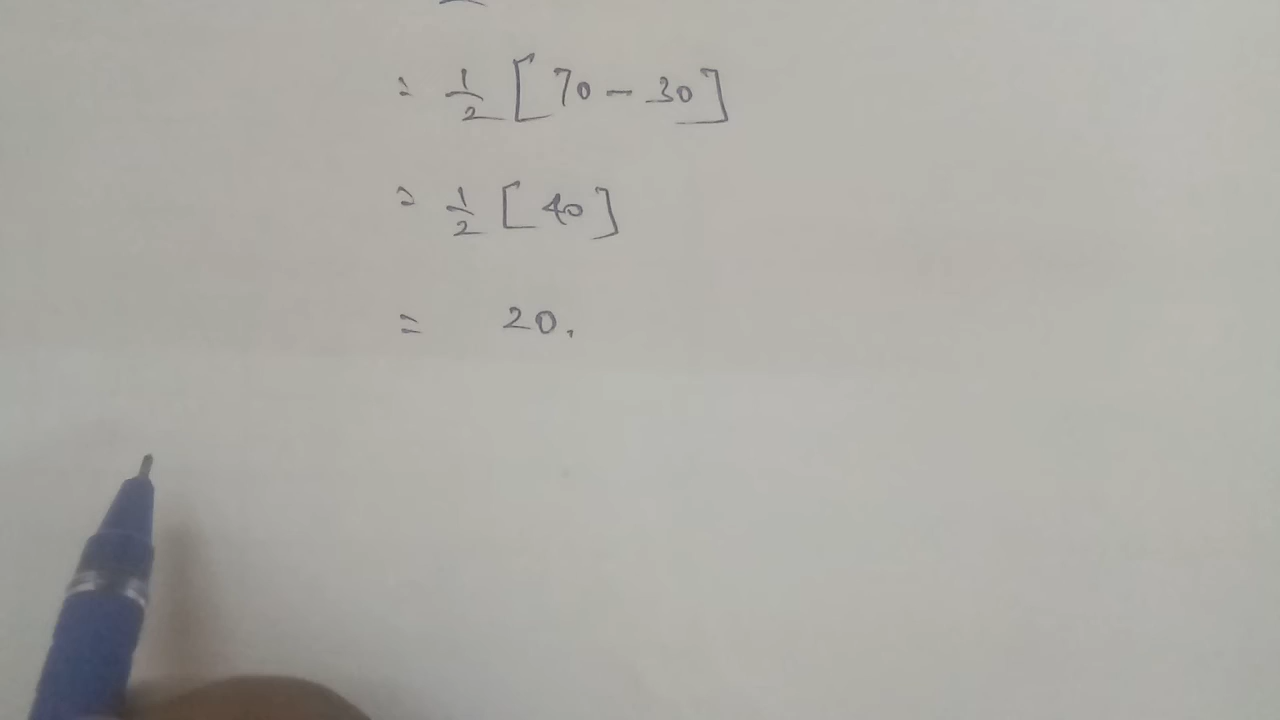 = 1/2 [70 - 30]
= 1/2 [40]
= 20.